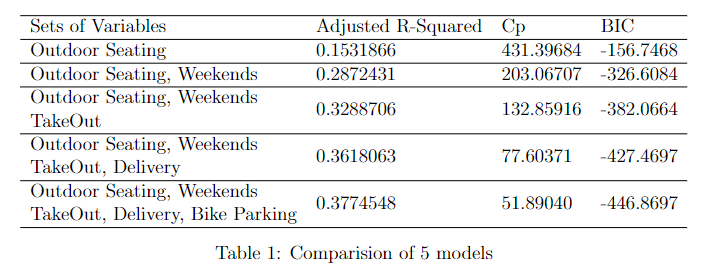 Sets of Variables Adjusted R-Squared Cp BIC
Outdoor Seating 0.1531866 431.39684 -156.7468
Outdoor Seating, Weekends 0.2872431 203.06707 -326.6084
Outdoor Seating, Weekends
TakeOut 0.3288706 132.85916 -382.0664
Outdoor Seating, Weekends
TakeOut, Delivery 0.3618063 77.60371 -427.4697
Outdoor Seating, Weekends
TakeOut, Delivery, Bike Parking 0.3774548 51.89040 -446.8697
Table 1: Comparision of 5 models